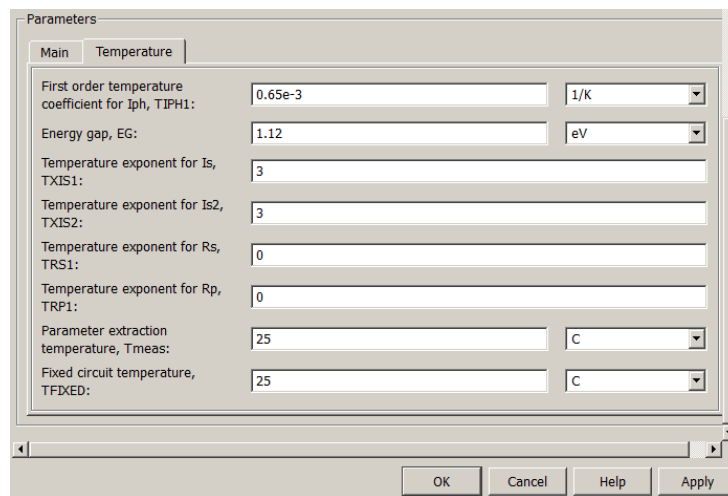 Parameters
Main Temperature
First order temperature
coefficient for Iph, TIPH1: 0.65e-3 1/K
Energy gap, EG: 1.12 eV
Temperature exponent for Is,
TXIS1: 3
Temperature exponent for Is2,
TXIS2: 3
Temperature exponent for Rs,
TRS1: 0
Temperature exponent for Rp,
TRP1: 0
Parameter extraction
temperature, Tmeas: 25 C
Fixed circuit temperature,
TFIXED: 25 C
OK Cancel Help Apply